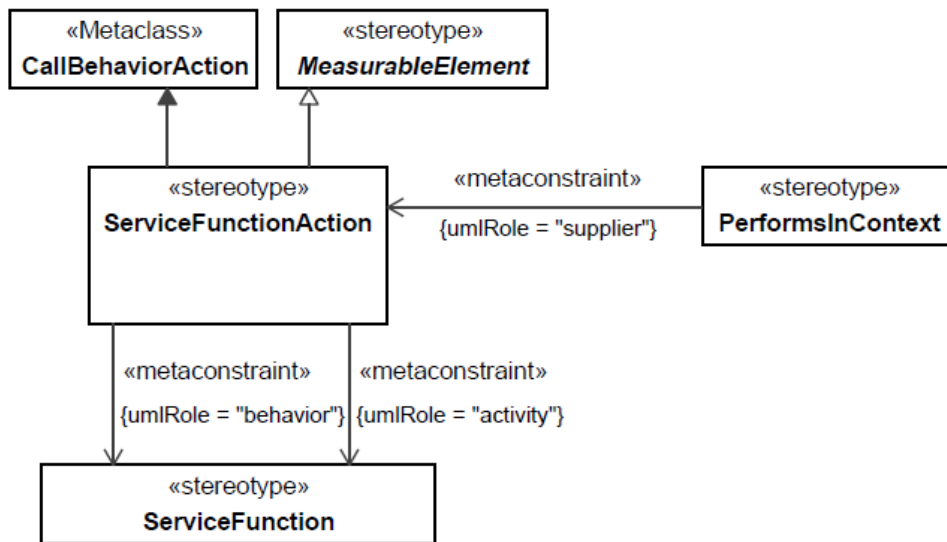 «Metaclass»
CallBehaviorAction
«stereotype»
MeasurableElement
«stereotype»
ServiceFunctionAction
«metaconstraint»
{umlRole = "supplier"}
«stereotype»
PerformsInContext
«metaconstraint»
{umlRole = "behavior"}
«metaconstraint»
{umlRole = "activity"}
«stereotype»
ServiceFunction